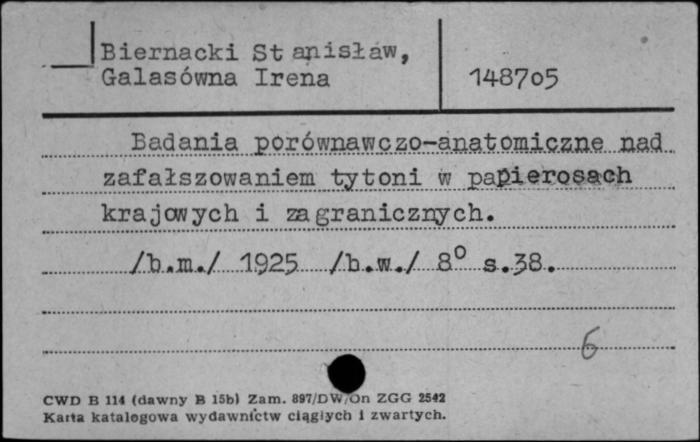 Biernacki Stanisław,
Galasówna Irena
148705
Badania porównawczo-anatomiczne nad
zafałszowaniem tytoni w papierosach
krajowych i zagranicznych.
/b.m./ 1925 /b.w./ 8° s.38.
6
CWD B 114 (dawny B 15b) Zam. 897/DW/On ZGG 2542
Karta katalogowa wydawnictw ciągłych i zwartych.